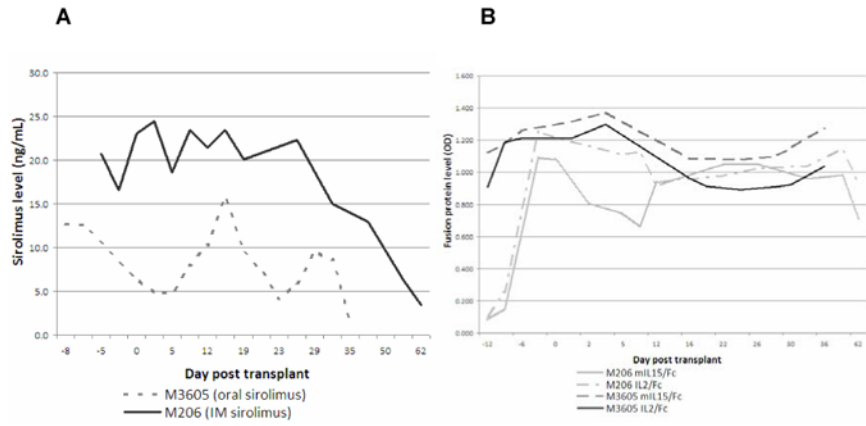 A
Sirolimus level (ng/mL)
30.0
25.0
20.0
15.0
10.0
5.0
0.0
-8 -5 0 5 12 19 23 29 35 62
Day post transplant
M3605 (oral sirolimus)
M206 (IM sirolimus)
B
Fusion protein level (OD)
1.600
1.400
1.200
1.000
0.800
0.600
0.400
0.200
0.000
-12 -6 0 2 5 12 16 22 26 30 36 62
Day post transplant
M206 mIL15/Fc
M206 IL2/Fc
M3605 mIL15/Fc
M3605 IL2/Fc